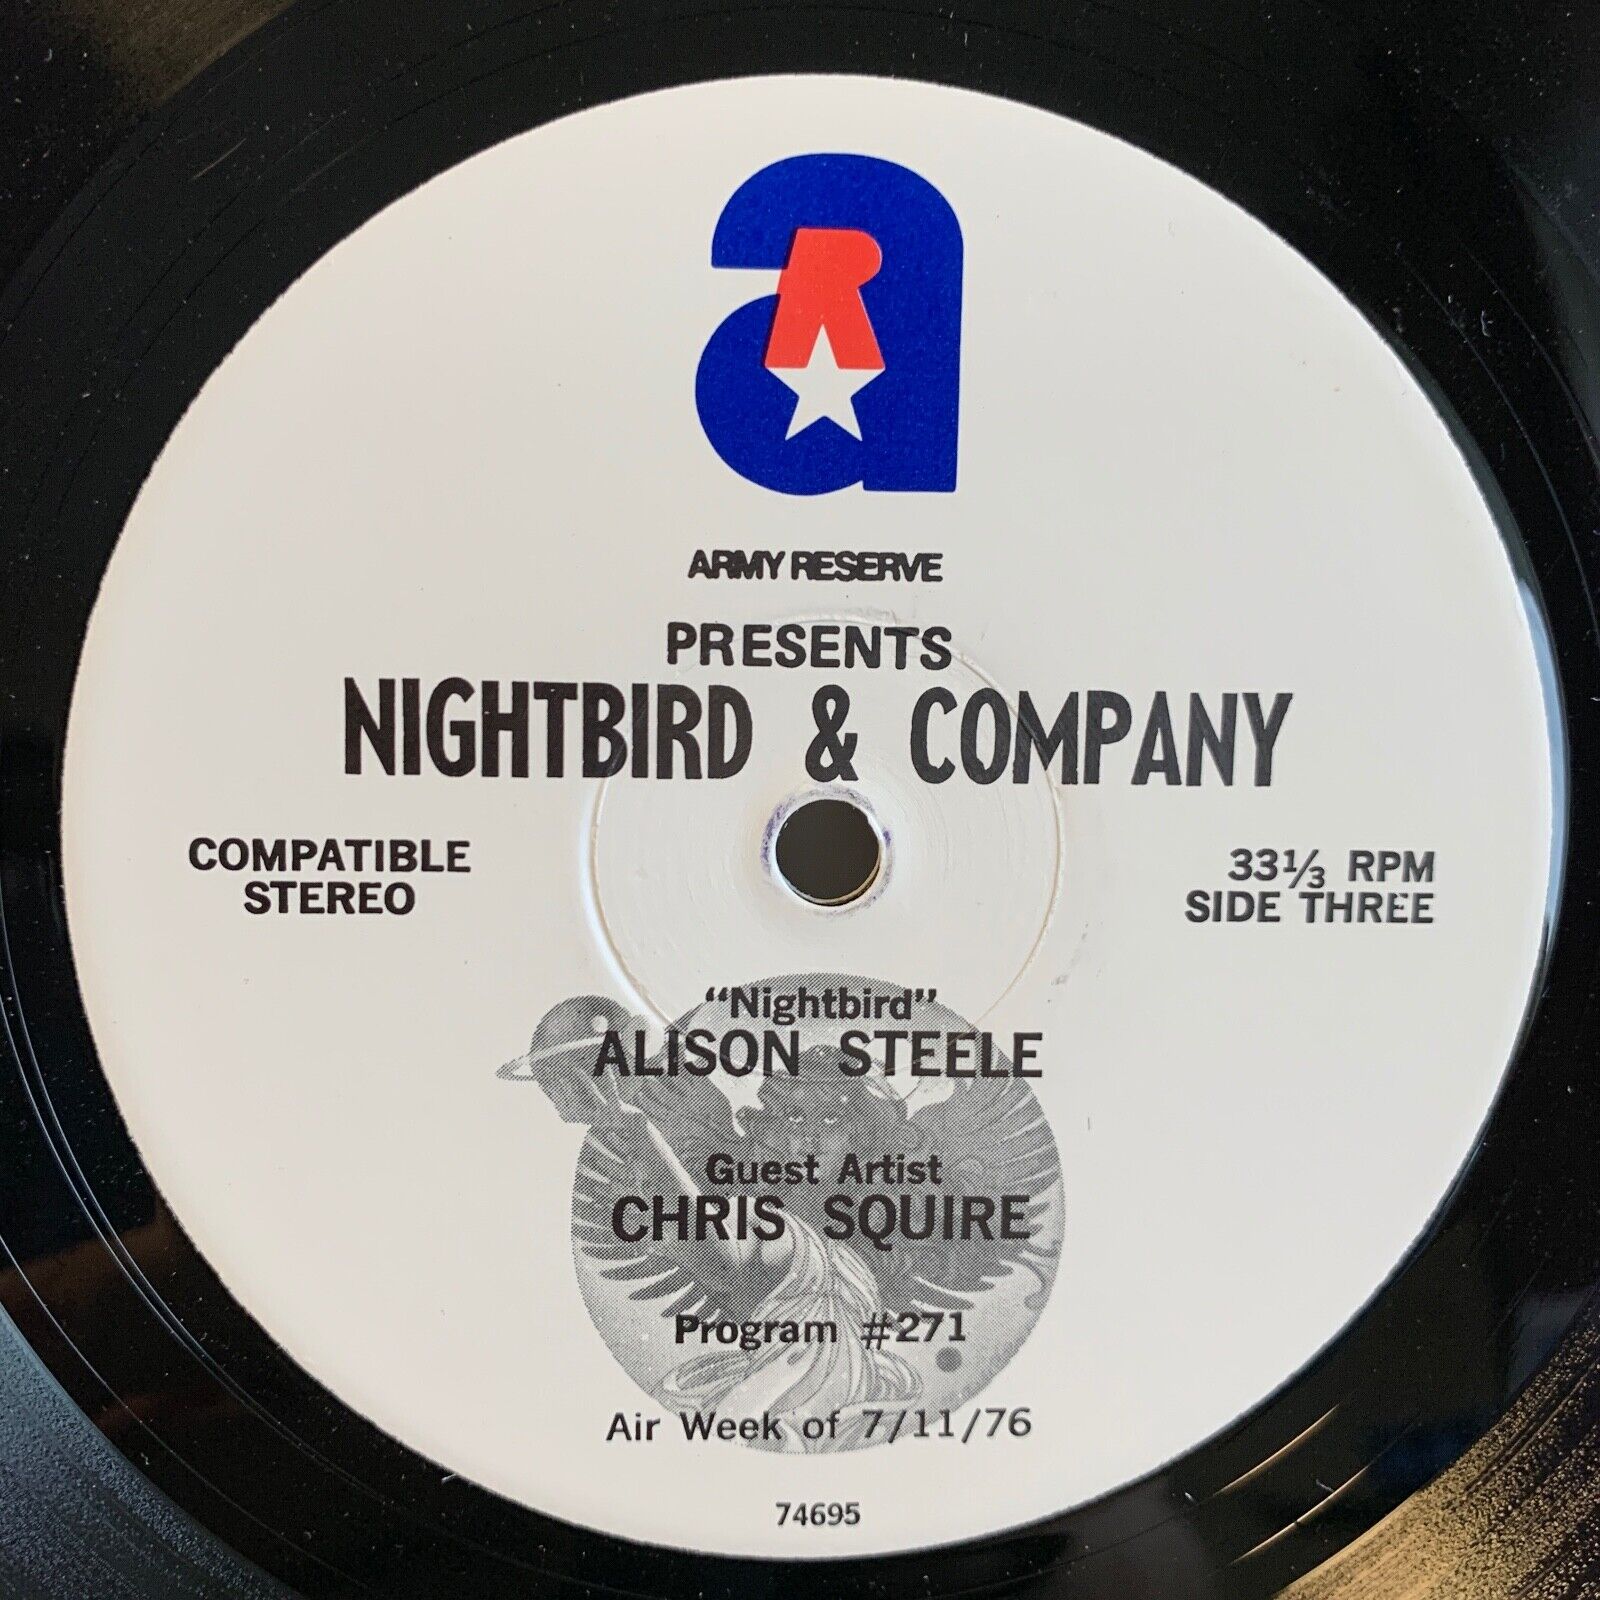 aR
ARMY RESERVE
PRESENTS
NIGHTBIRD & COMPANY
COMPATIBLE
STEREO
33⅓ RPM
SIDE THREE
"Nightbird"
ALISON STEELE
Guest Artist
CHRIS SQUIRE
Program #271
Air Week of 7/11/76
74695